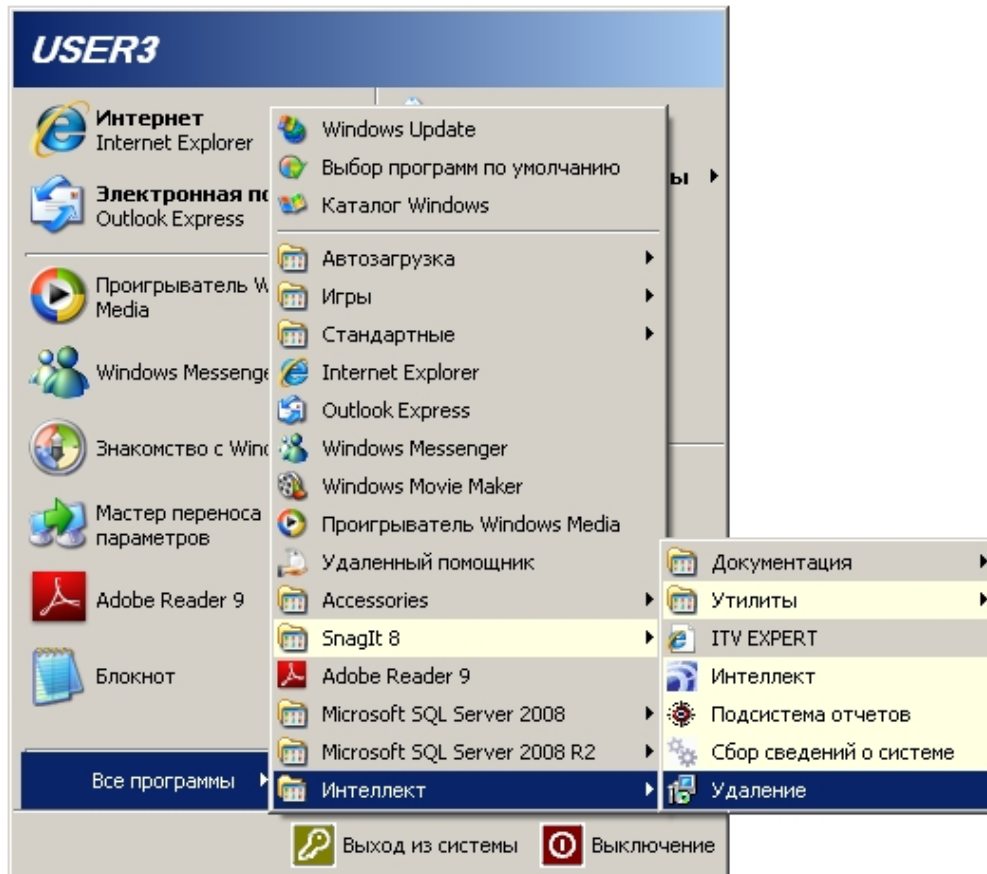 USER3
Интернет
Internet Explorer
Электронная по
Outlook Express
Проигрыватель W
Media
Windows Messenge
Знакомство с Wind
Мастер переноса
параметров
Adobe Reader 9
Блокнот
Все программы
ы
Windows Update
Выбор программ по умолчанию
Каталог Windows
Автозагрузка
Игры
Стандартные
Internet Explorer
Outlook Express
Windows Messenger
Windows Movie Maker
Проигрыватель Windows Media
Удаленный помощник
Accessories
SnagIt 8
Adobe Reader 9
Microsoft SQL Server 2008
Microsoft SQL Server 2008 R2
Интеллект
Документация
Утилиты
ITV EXPERT
Интеллект
Подсистема отчетов
Сбор сведений о системе
Удаление
Выход из системы
Выключение